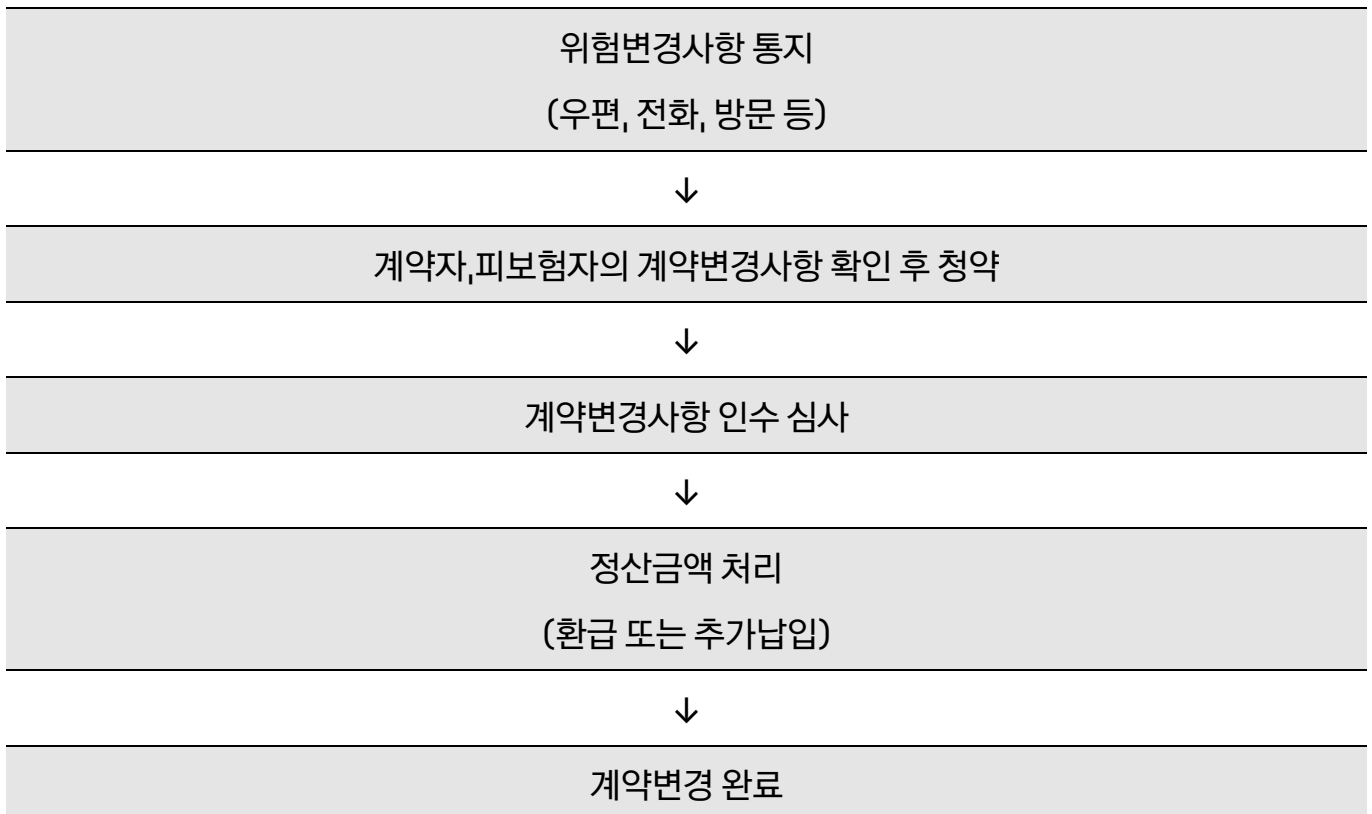 위험변경사항 통지
(우편, 전화, 방문 등)
↓
계약자,피보험자의 계약변경사항 확인 후 청약
↓
계약변경사항 인수 심사
↓
정산금액 처리
(환급 또는 추가납입)
↓
계약변경 완료